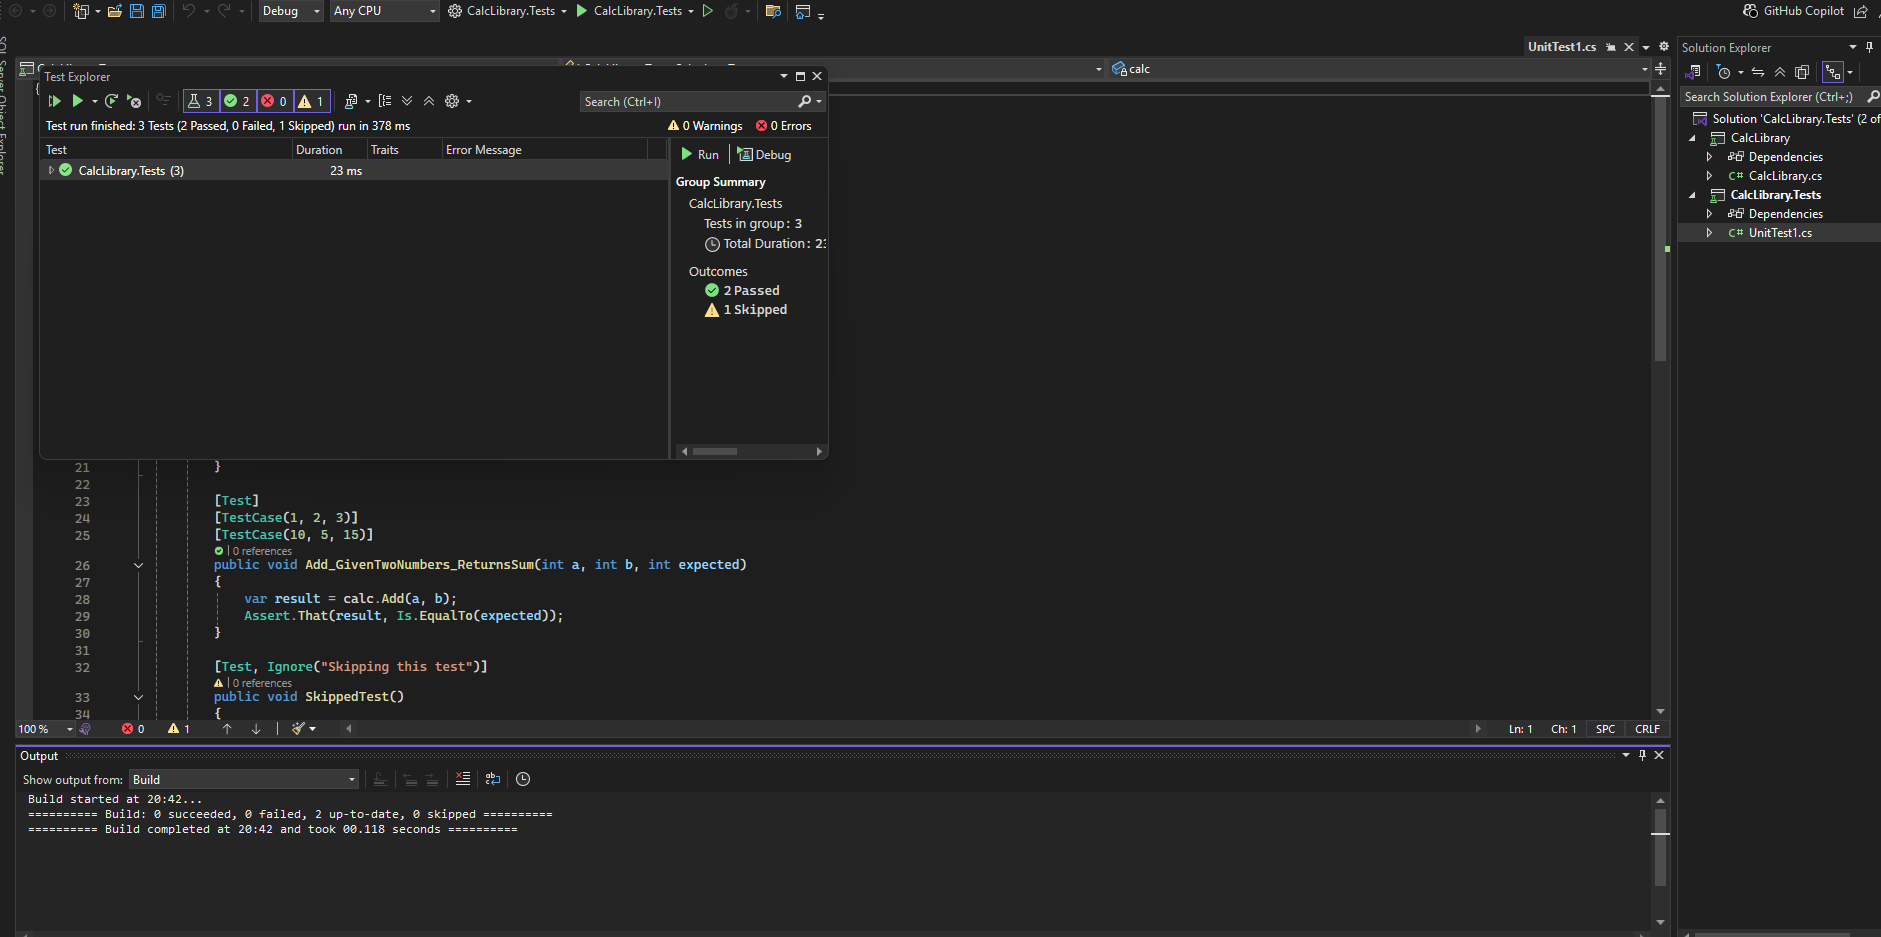 Debug
Any CPU
CalcLibrary.Tests
CalcLibrary.Tests
GitHub Copilot
SQL Server Object Explorer
UnitTest1.cs
calc
Test Explorer
3
2
0
1
Search (Ctrl+I)
Test run finished: 3 Tests (2 Passed, 0 Failed, 1 Skipped) run in 378 ms
0 Warnings
0 Errors
Test
Duration
Traits
Error Message
CalcLibrary.Tests (3)
23 ms
Run
Debug
Group Summary
CalcLibrary.Tests
Tests in group: 3
Total Duration: 23
Outcomes
2 Passed
1 Skipped
{
21 }
22
23 [Test]
24 [TestCase(1, 2, 3)]
25 [TestCase(10, 5, 15)]
| 0 references
26 public void Add_GivenTwoNumbers_ReturnsSum(int a, int b, int expected)
27 {
28 var result = calc.Add(a, b);
29 Assert.That(result, Is.EqualTo(expected));
30 }
31
32 [Test, Ignore("Skipping this test")]
| 0 references
33 public void SkippedTest()
34 {
100 %
0
1
Ln: 1
Ch: 1
SPC
CRLF
Output
Show output from:
Build
Build started at 20:42...
========== Build: 0 succeeded, 0 failed, 2 up-to-date, 0 skipped ==========
========== Build completed at 20:42 and took 00.118 seconds ==========
Solution Explorer
Search Solution Explorer (Ctrl+;)
Solution 'CalcLibrary.Tests' (2 of
CalcLibrary
Dependencies
C# CalcLibrary.cs
CalcLibrary.Tests
Dependencies
C# UnitTest1.cs